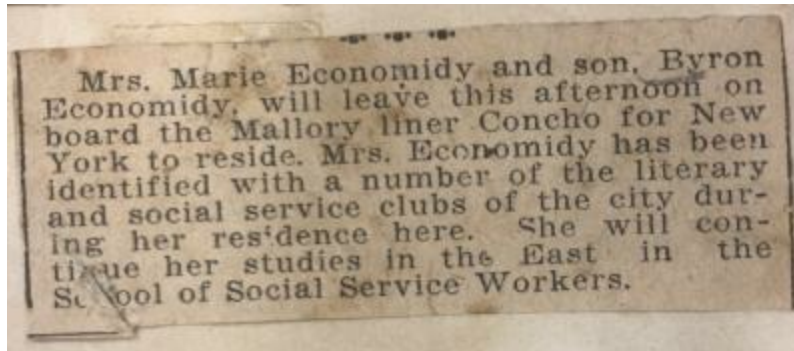 Mrs. Marie Economidy and son, Byron
Economidy, will leave this afternoon on
board the Mallory liner Concho for New
York to reside. Mrs. Economidy has been
identified with a number of the literary
and social service clubs of the city dur-
ing her residence here. She will con-
tinue her studies in the East in the
School of Social Service Workers.